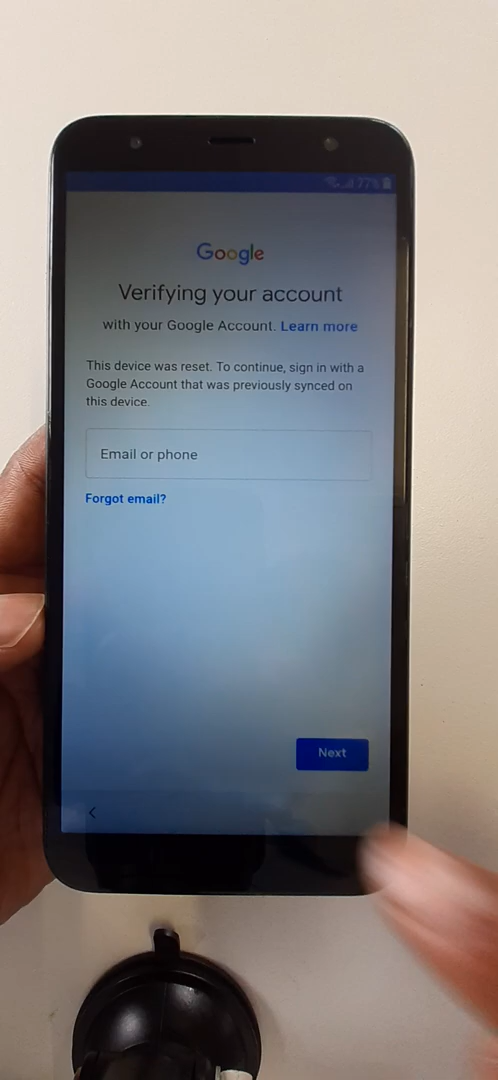 77%
Google
Verifying your account
with your Google Account. Learn more
This device was reset. To continue, sign in with a
Google Account that was previously synced on
this device.
Email or phone
Forgot email?
Next